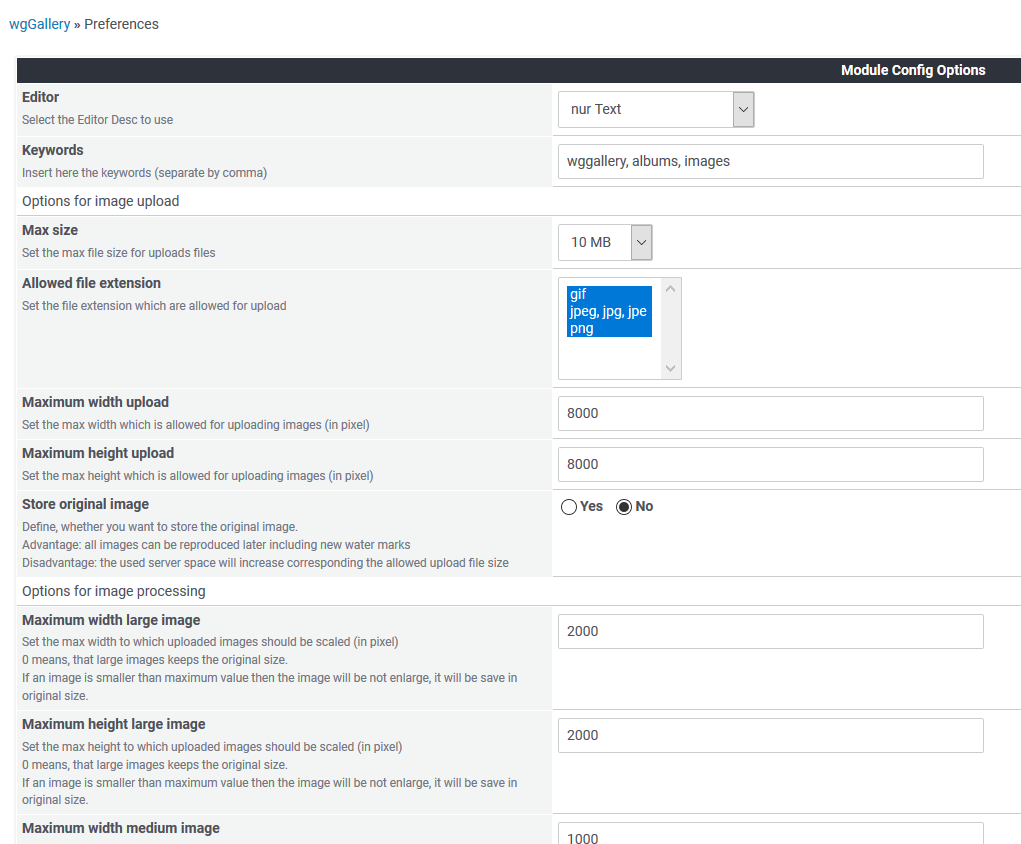 wgGallery » Preferences
Module Config Options
Editor
Select the Editor Desc to use
nur Text
Keywords
Insert here the keywords (separate by comma)
wggallery, albums, images
Options for image upload
Max size
Set the max file size for uploads files
10 MB
Allowed file extension
Set the file extension which are allowed for upload
gif
jpeg, jpg, jpe
png
Maximum width upload
Set the max width which is allowed for uploading images (in pixel)
8000
Maximum height upload
Set the max height which is allowed for uploading images (in pixel)
8000
Store original image
Define, whether you want to store the original image.
Advantage: all images can be reproduced later including new water marks
Disadvantage: the used server space will increase corresponding the allowed upload file size
Yes No
Options for image processing
Maximum width large image
Set the max width to which uploaded images should be scaled (in pixel)
0 means, that large images keeps the original size.
If an image is smaller than maximum value then the image will be not enlarge, it will be save in
original size.
2000
Maximum height large image
Set the max height to which uploaded images should be scaled (in pixel)
0 means, that large images keeps the original size.
If an image is smaller than maximum value then the image will be not enlarge, it will be save in
original size.
2000
Maximum width medium image
1000